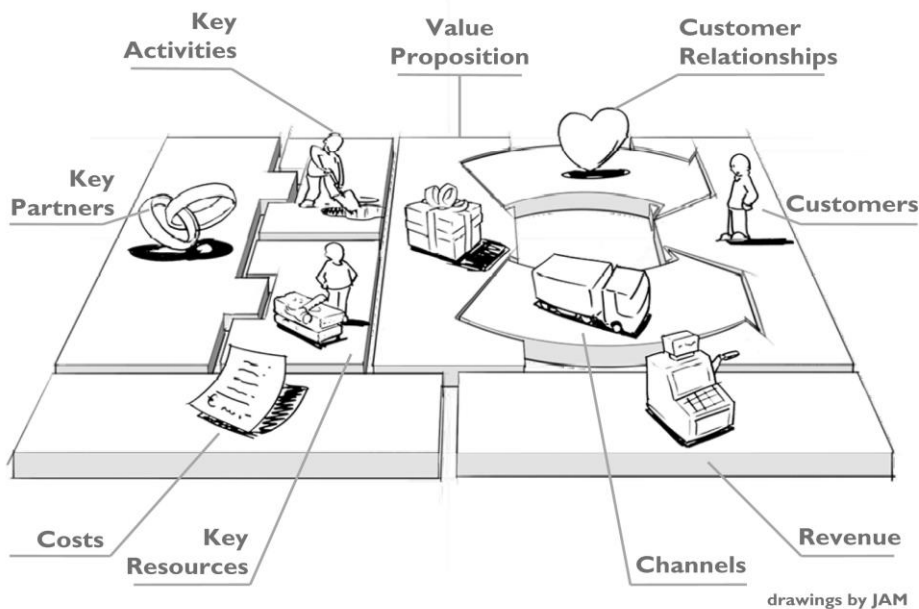 Key
Activities
Value
Proposition
Customer
Relationships
Key
Partners
Customers
Costs
Key
Resources
Channels
Revenue
drawings by JAM